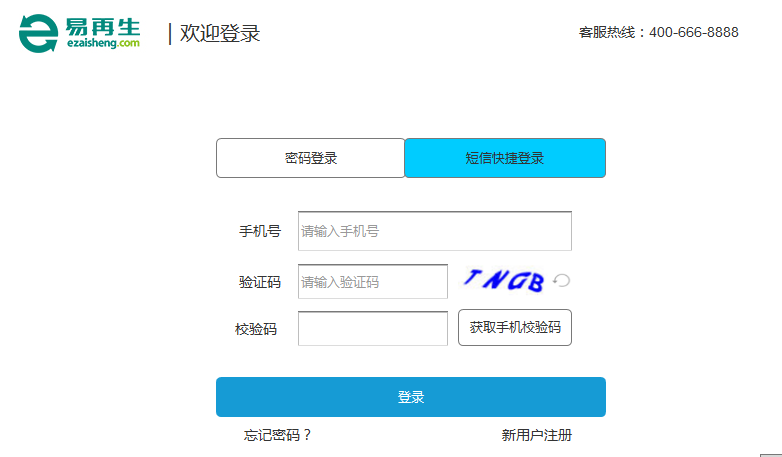 易再生
ezaisheng.com
| 欢迎登录
客服热线：400-666-8888
密码登录
短信快捷登录
手机号
请输入手机号
验证码
请输入验证码
TNGB
校验码
获取手机校验码
登录
忘记密码？
新用户注册